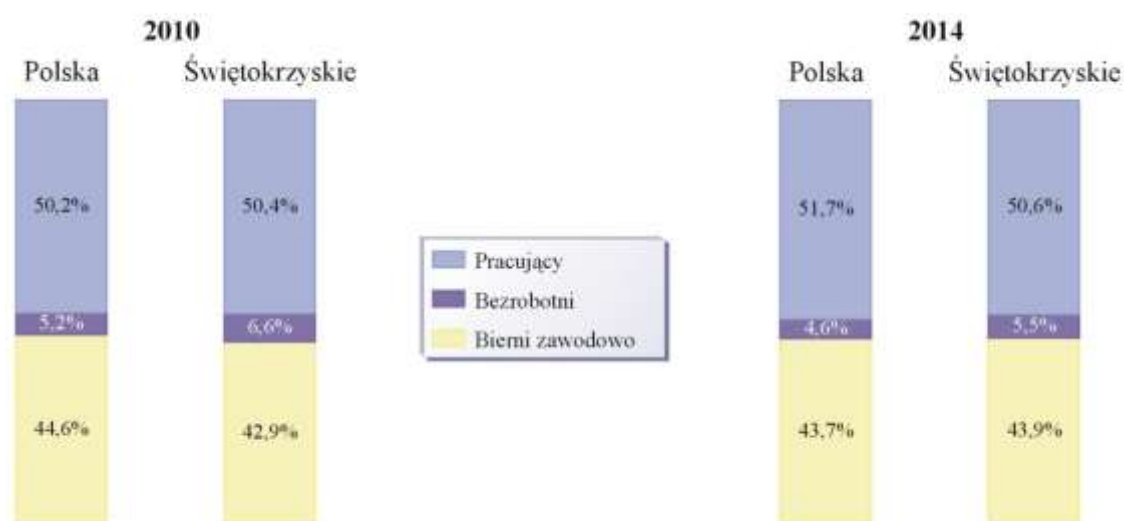 2010
Polska Świętokrzyskie
50,2% 50,4%
5,2% 6,6%
44,6% 42,9%
Pracujący
Bezrobotni
Bierni zawodowo
2014
Polska Świętokrzyskie
51,7% 50,6%
4,6% 5,5%
43,7% 43,9%